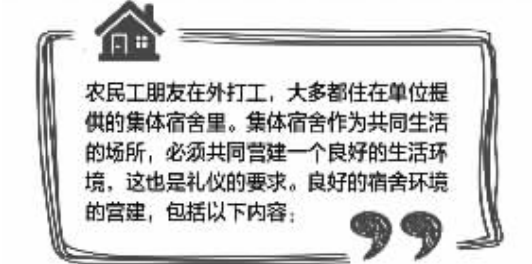 农民工朋友在外打工，大多都住在单位提
供的集体宿舍里。集体宿舍作为共同生活
的场所，必须共同营建一个良好的生活环
境，这也是礼仪的要求。良好的宿舍环境
的营建，包括以下内容：